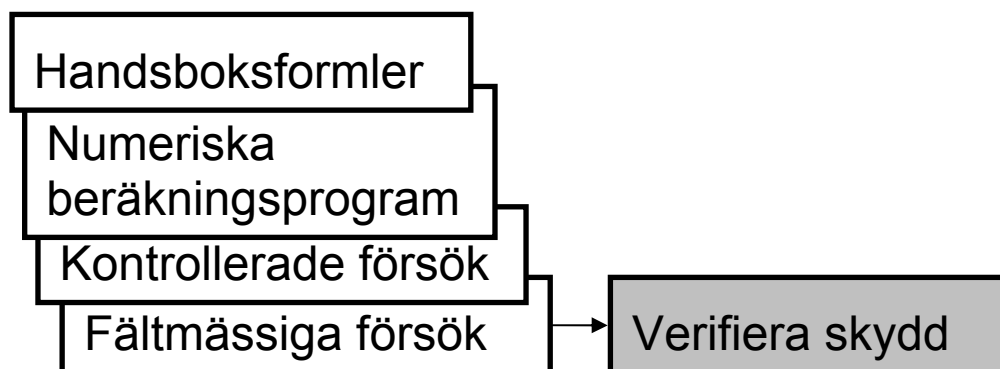 Handsboksformler
Numeriska
beräkningsprogram
Kontrollerade försök
Fältmässiga försök
Verifiera skydd